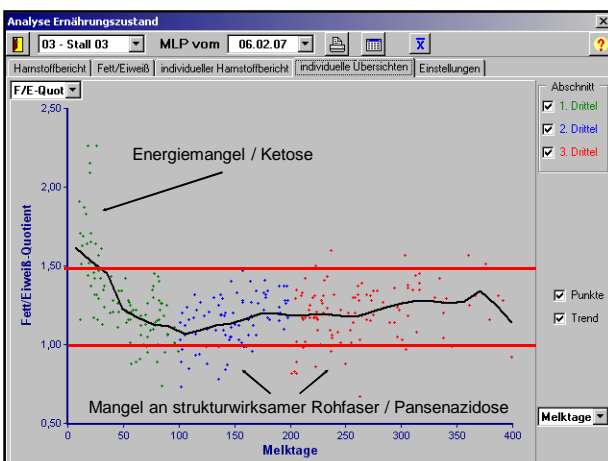 Analyse Ernährungszustand
03 - Stall 03 MLP vom 06.02.07 x ?
Harnstoffbericht Fett/Eiweiß individueller Harnstoffbericht individuelle Übersichten Einstellungen
F/E-Quot
Abschnitt
1. Drittel
2. Drittel
3. Drittel
2,50
Energiemangel / Ketose
2,00
1,50
Fett/Eiweiß-Quotient
Punkte
Trend
1,00
Mangel an strukturwirksamer Rohfaser / Pansenazidose
Melktage
0,50
0 50 100 150 200 250 300 350 400
Melktage